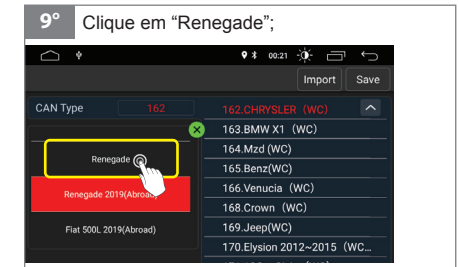 9° Clique em “Renegade”;
00:21
Import Save
CAN Type 162
162.CHRYSLER（WC）
163.BMW X1（WC）
164.Mzd (WC)
165.Benz(WC)
166.Venucia（WC）
168.Crown（WC）
169.Jeep(WC)
170.Elysion 2012~2015（WC...
Renegade
Renegade 2019(Abroad)
Fiat 500L 2019(Abroad)